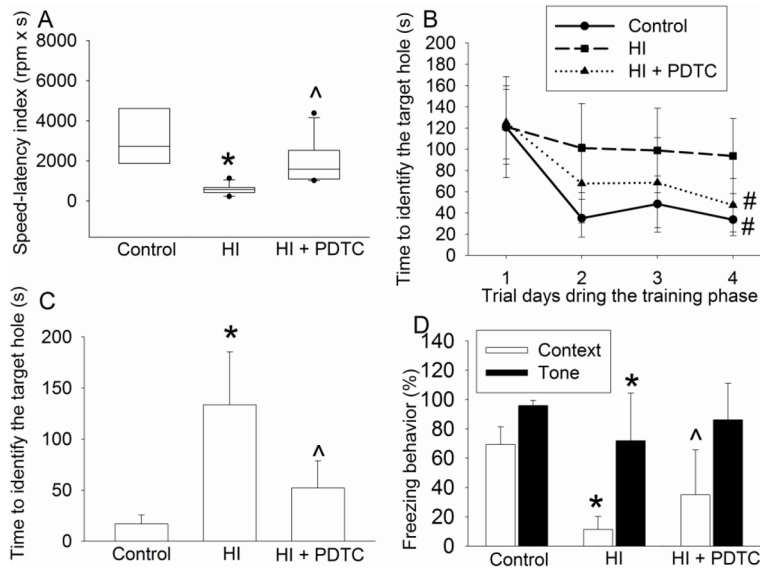 A
Speed-latency index (rpm x s)
8000
6000
4000
2000
0
*
^
Control HI HI + PDTC
B
Control
HI
HI + PDTC
Time to identify the target hole (s)
200
180
160
140
120
100
80
60
40
20
0
#
#
1 2 3 4
Trial days dring the training phase
C
Time to identify the target hole (s)
200
150
100
50
0
*
^
Control HI HI + PDTC
D
Context
Tone
Freezing behavior (%)
140
120
100
80
60
40
20
0
*
*
^
Control HI HI + PDTC